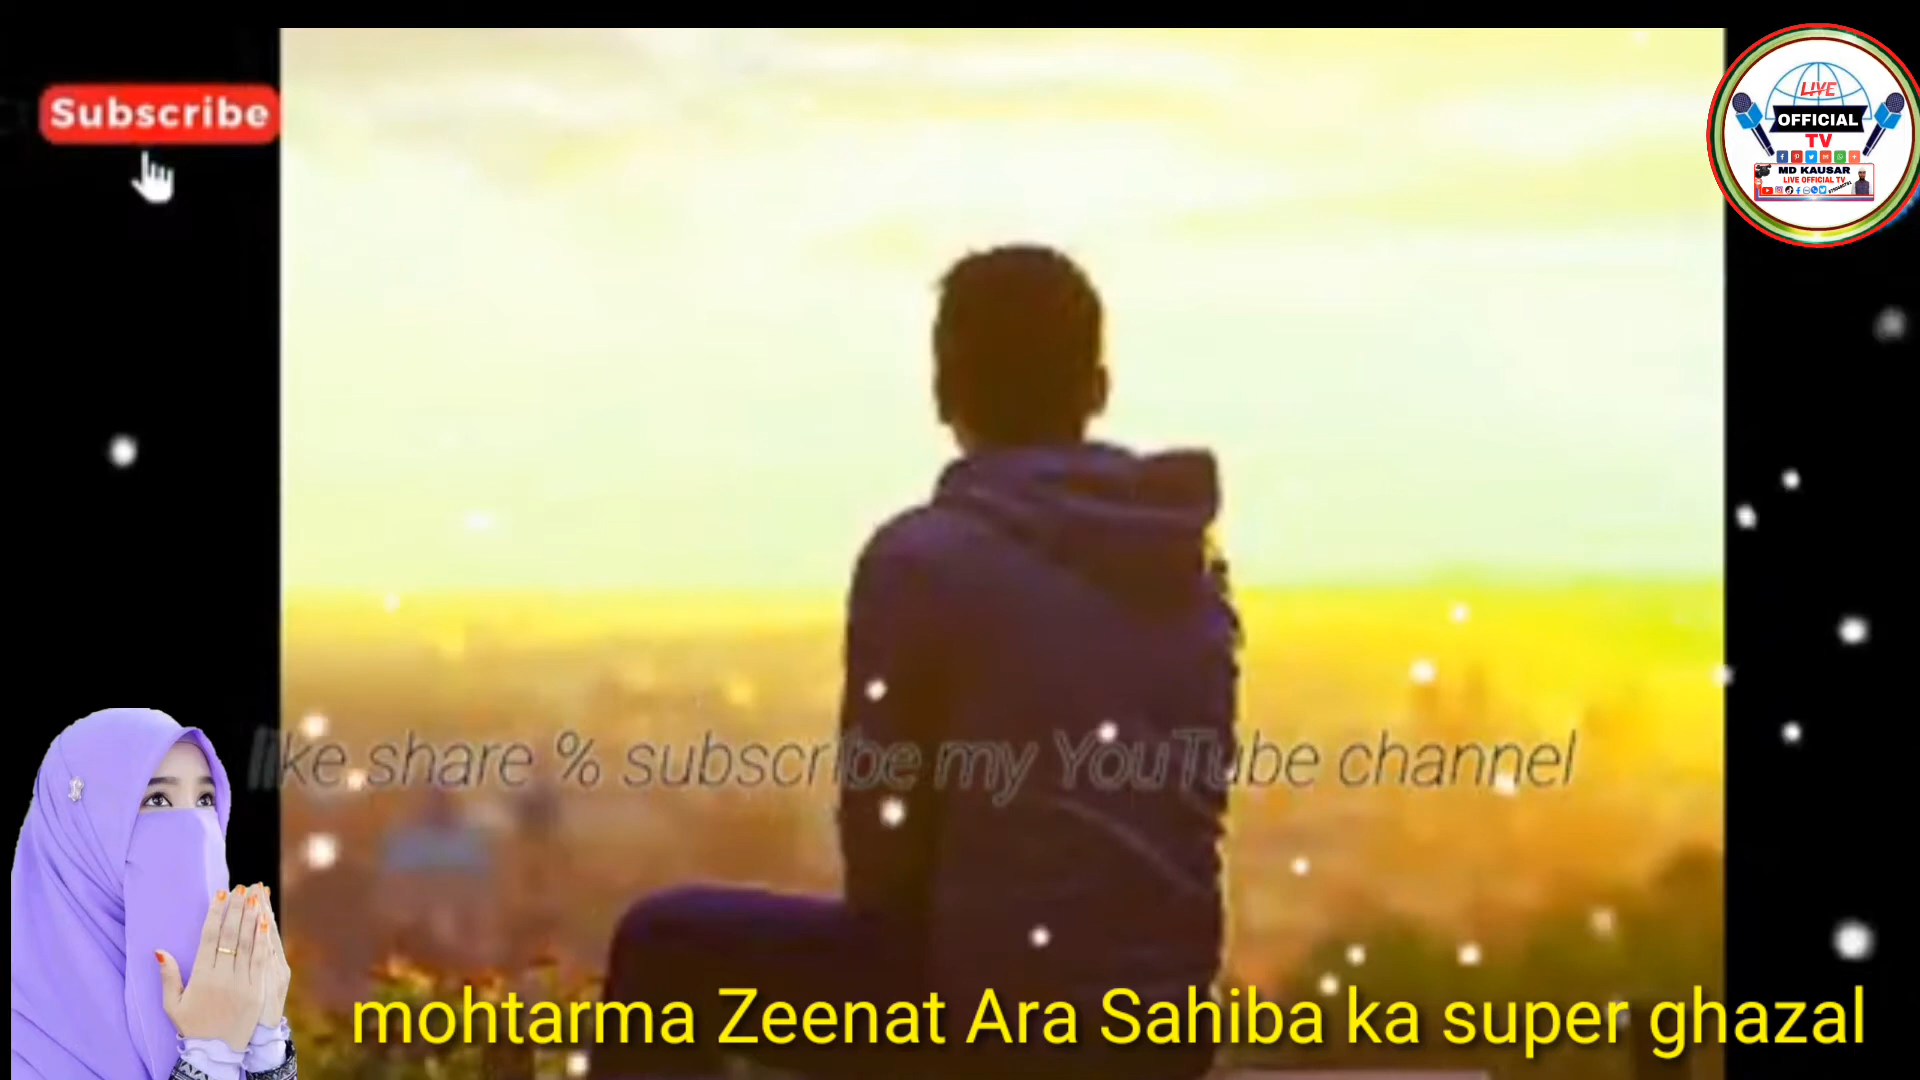 Subscribe
LIVE
OFFICIAL
TV
MD KAUSAR
LIVE OFFICIAL TV
like share % subscribe my YouTube channel
mohtarma Zeenat Ara Sahiba ka super ghazal